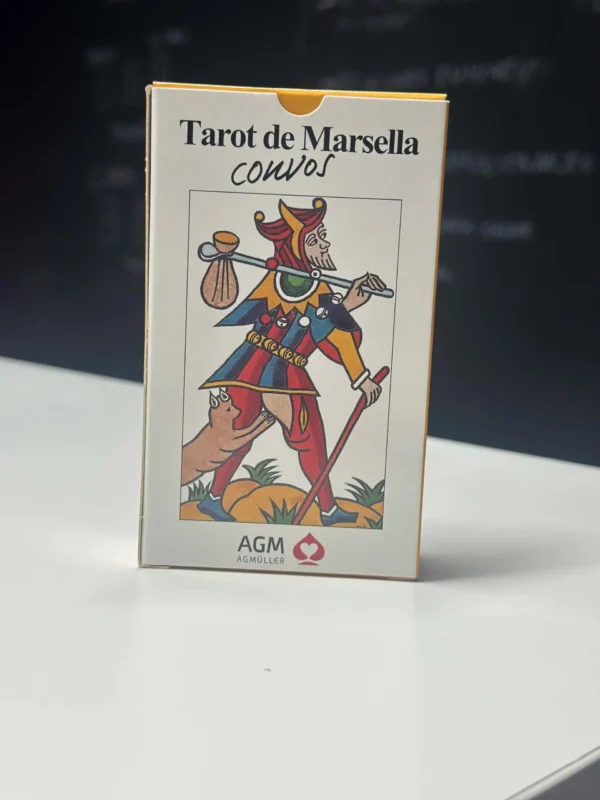 Tarot de Marsella
CONVOS
AGM
AGMÜLLER